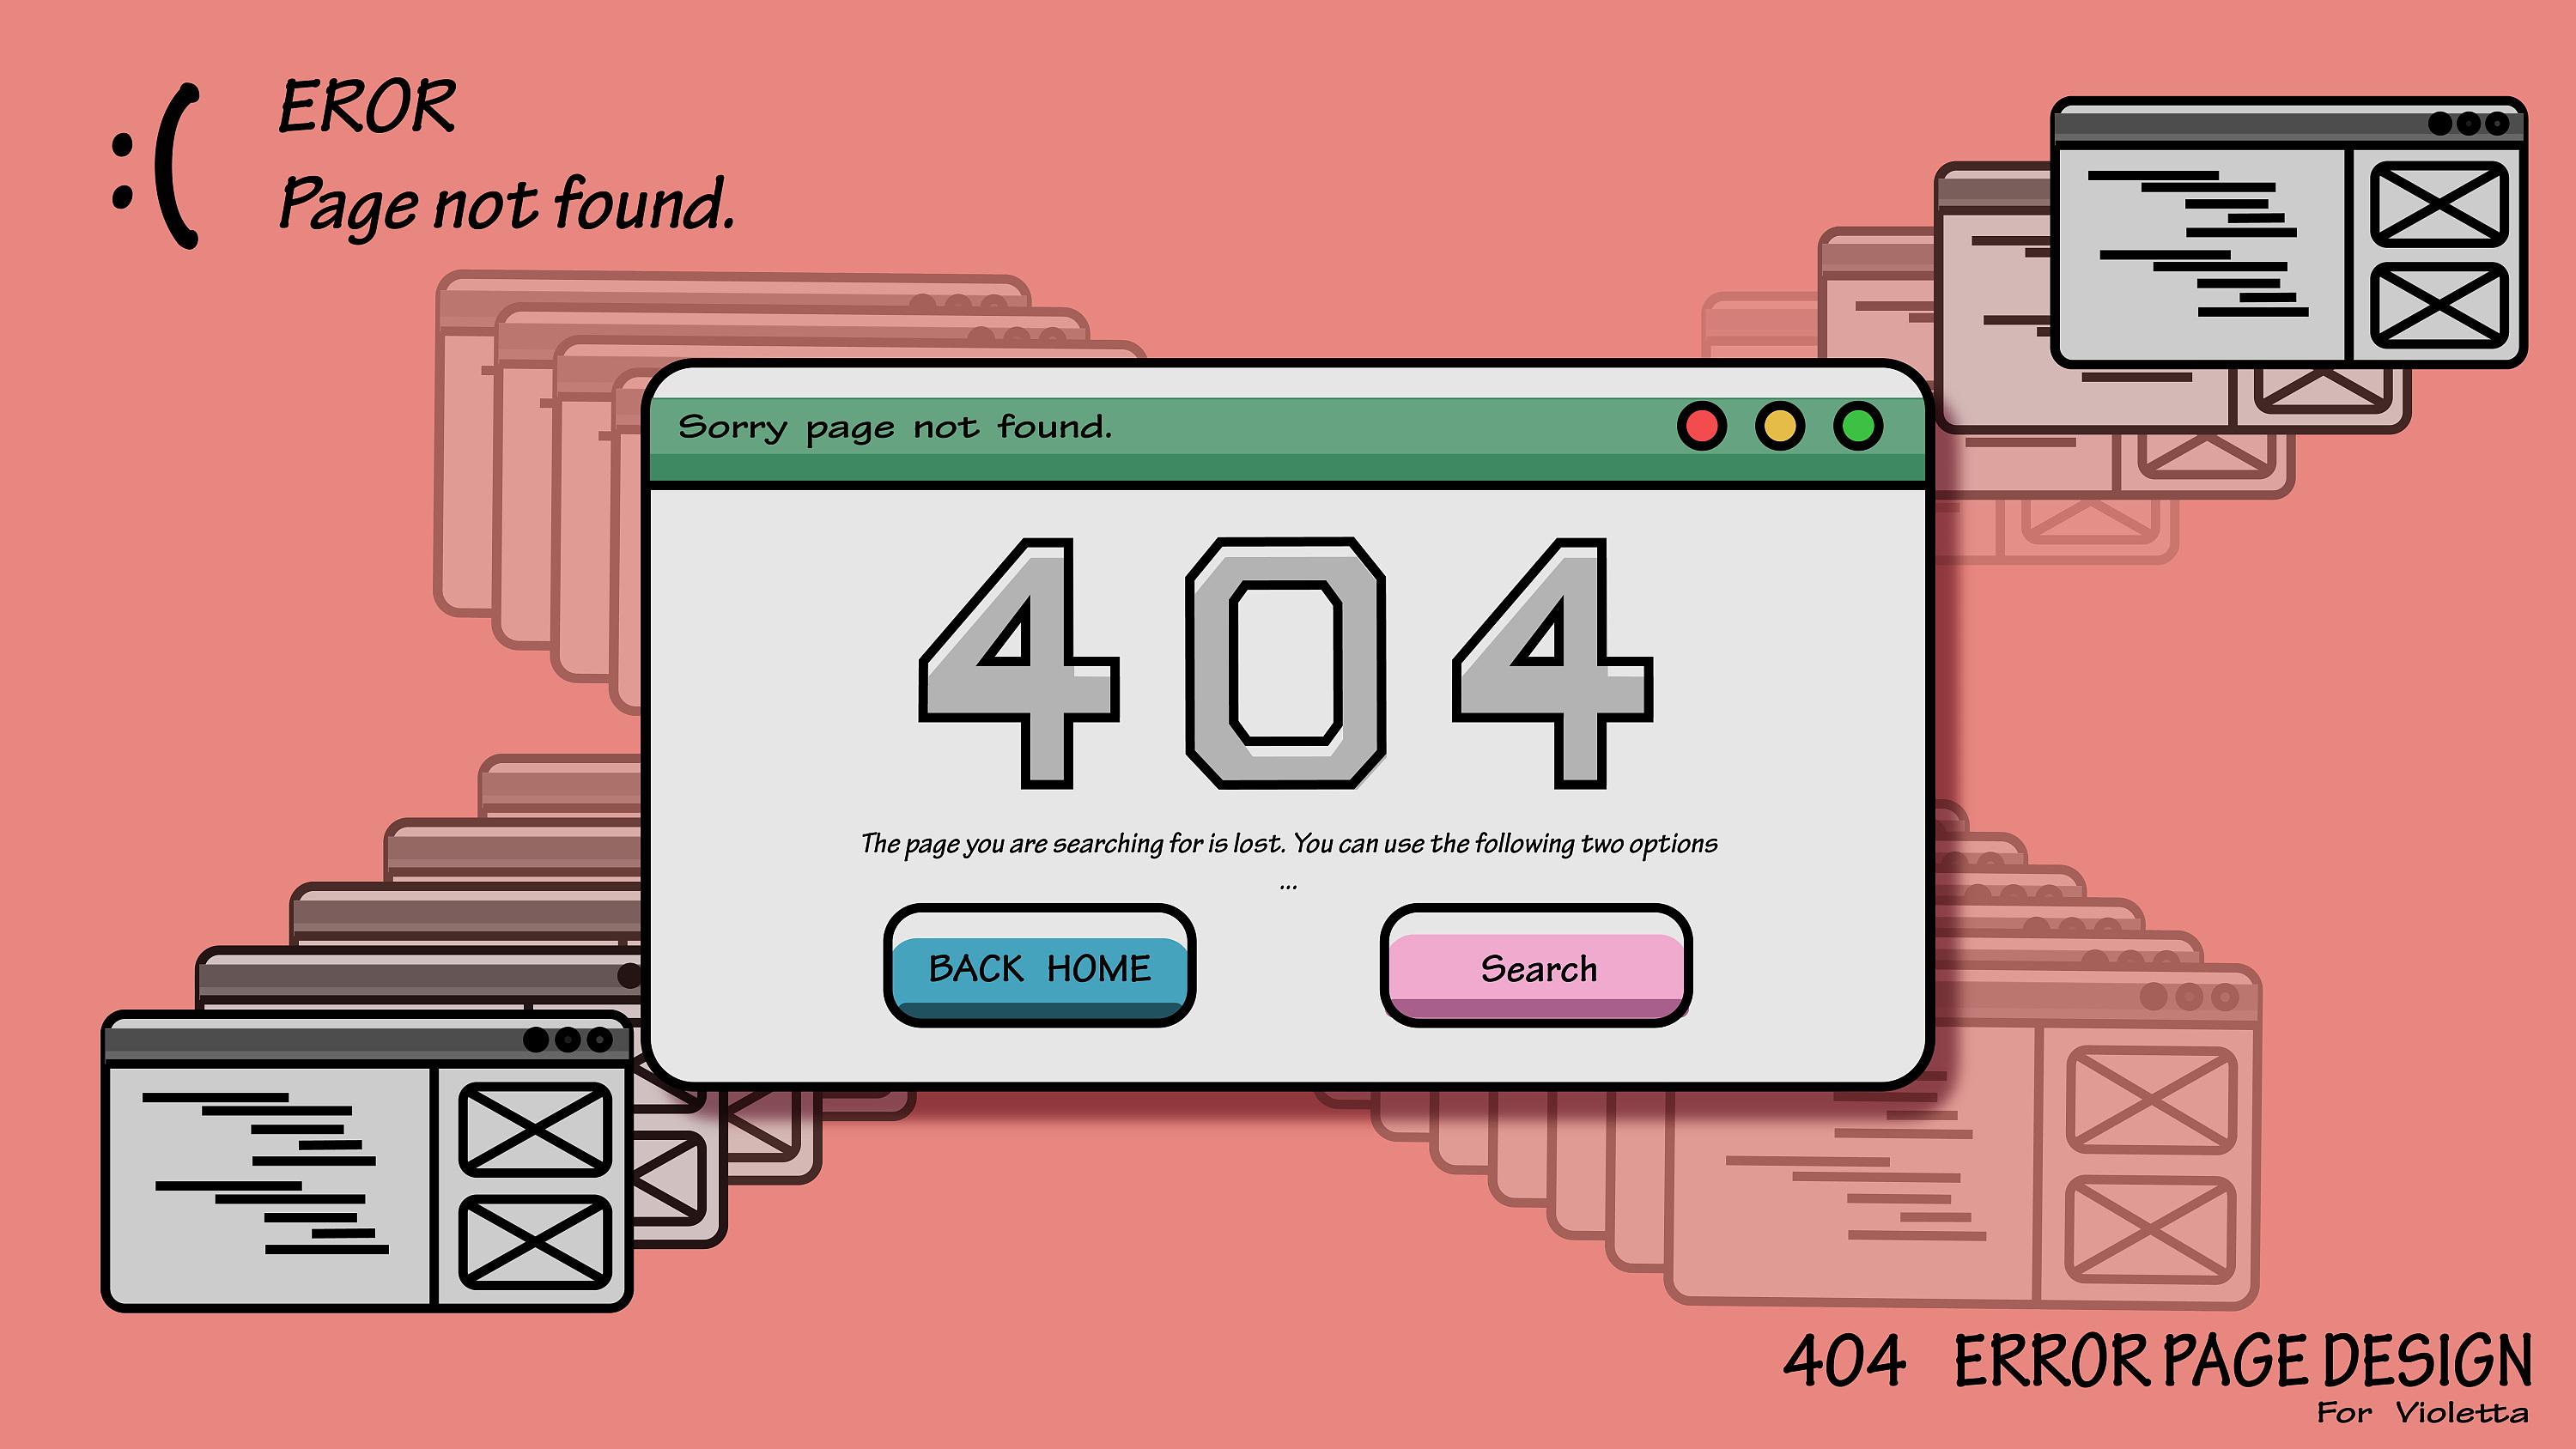 :(
EROR
Page not found.
Sorry page not found.
404
The page you are searching for is lost. You can use the following two options
...
BACK HOME
Search
404 ERROR PAGE DESIGN
For Violetta